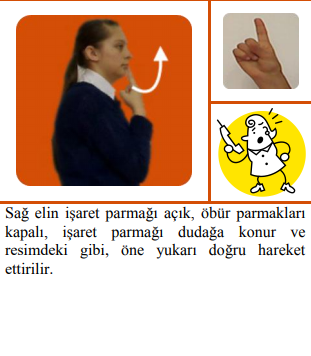 Sağ elin işaret parmağı açık, öbür parmakları
kapalı, işaret parmağı dudağa konur ve
resimdeki gibi, öne yukarı doğru hareket
ettirilir.